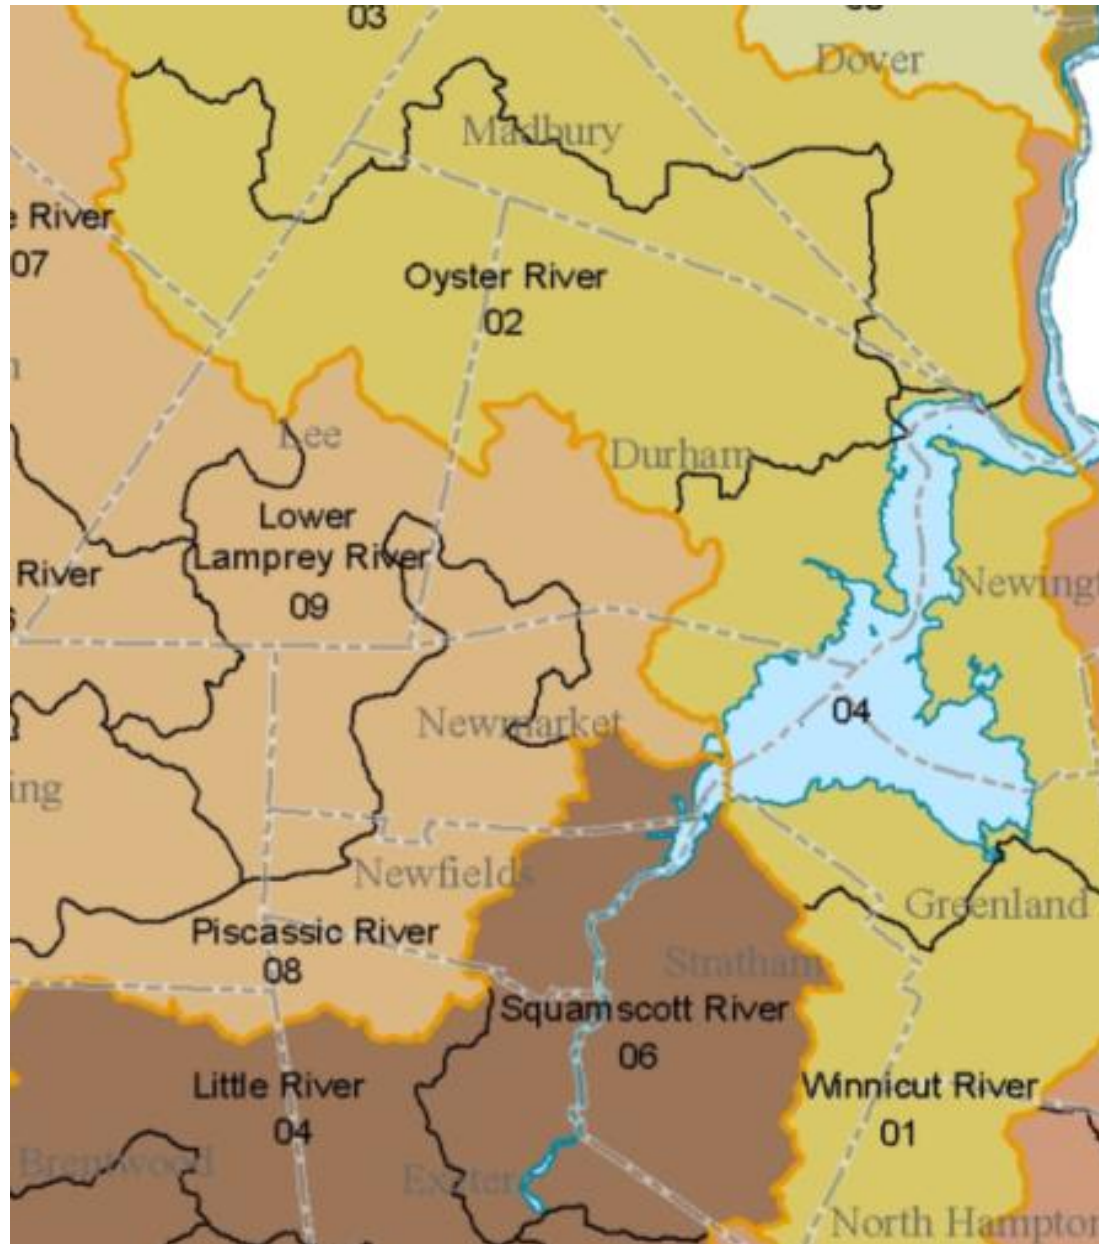 03
Dover
Madbury
e River
07
Oyster River
02
Lee
Durham
Lower
Lamprey River
09
River
Newingt
04
Newmarket
ing
Newfields
Greenland
Piscassic River
08
Stratham
Squamscott River
06
Little River
04
Winnicut River
01
Brentwood
Exeter
North Hampton